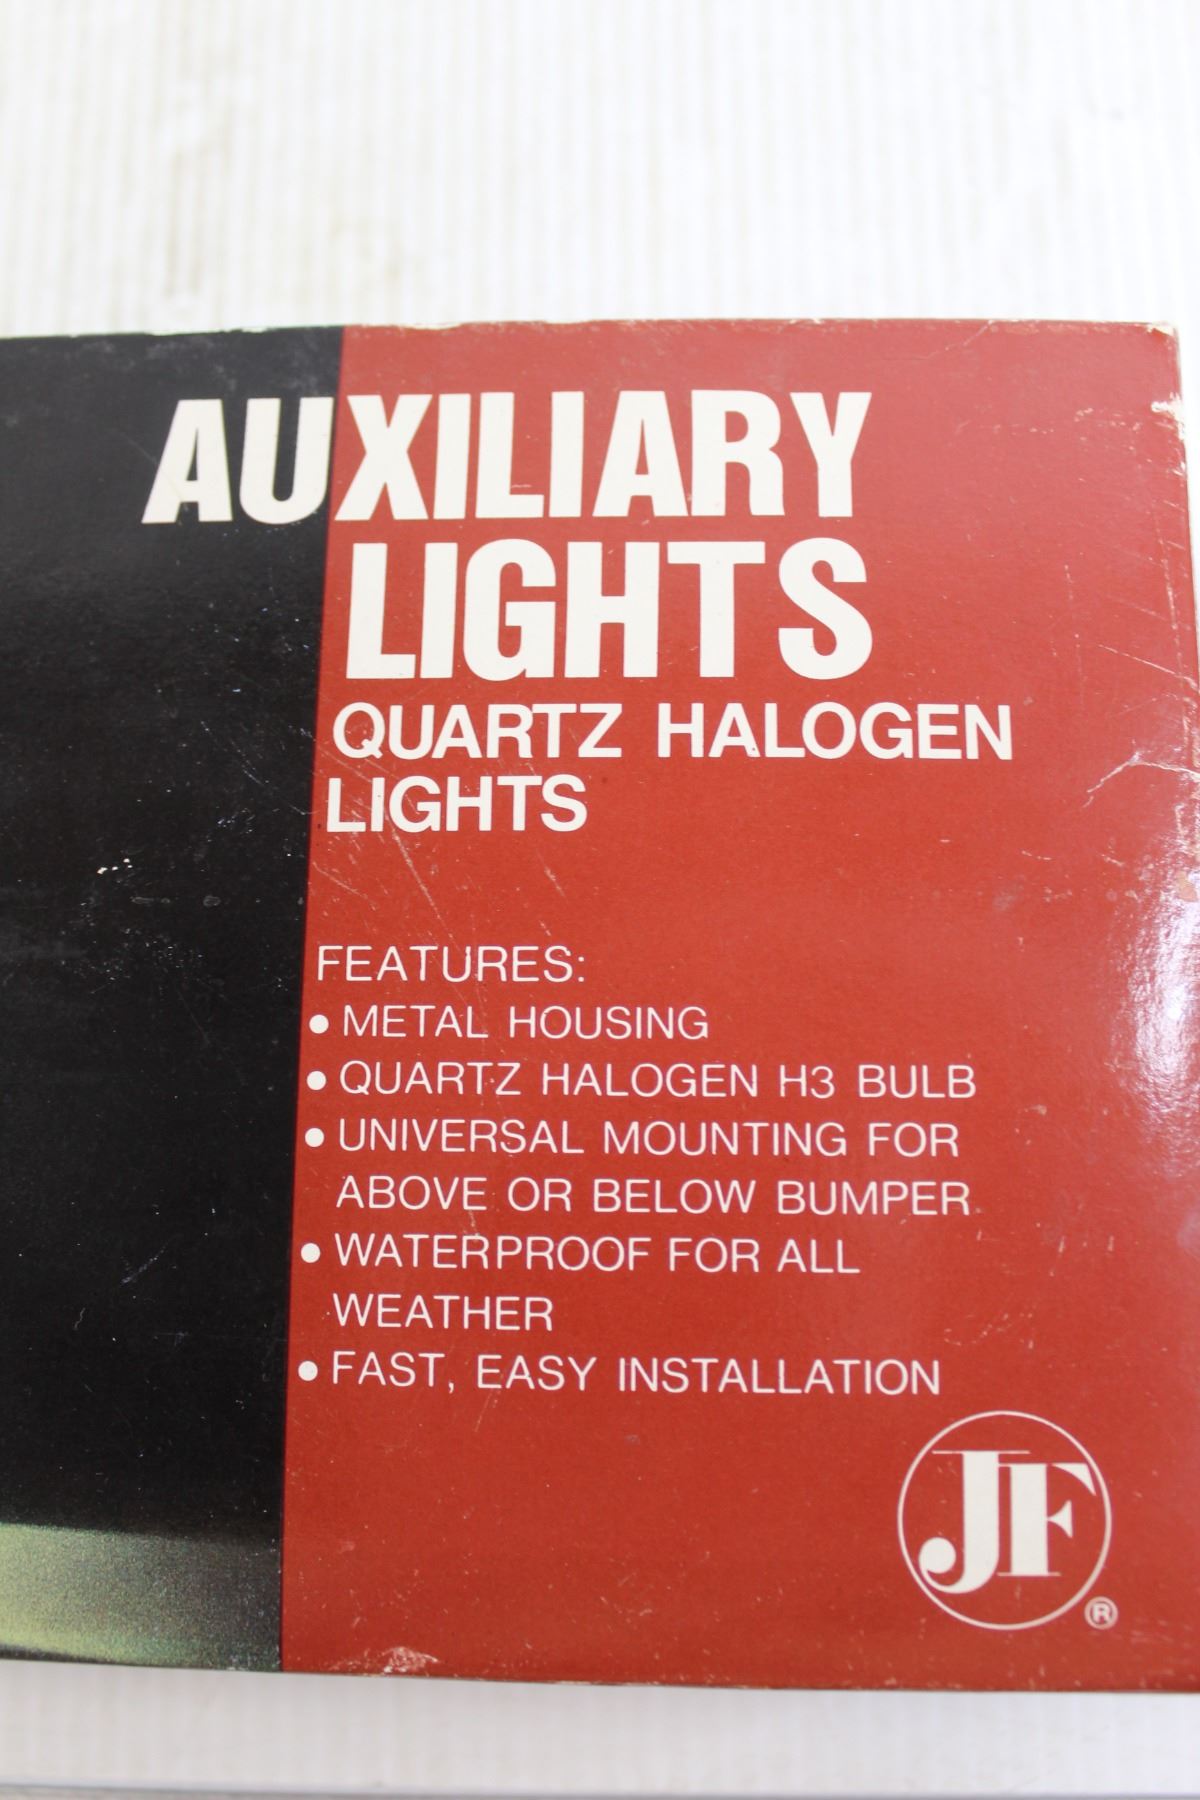 AUXILIARY
LIGHTS
QUARTZ HALOGEN
LIGHTS
FEATURES:
• METAL HOUSING
• QUARTZ HALOGEN H3 BULB
• UNIVERSAL MOUNTING FOR
ABOVE OR BELOW BUMPER
• WATERPROOF FOR ALL
WEATHER
• FAST, EASY INSTALLATION
JF
®